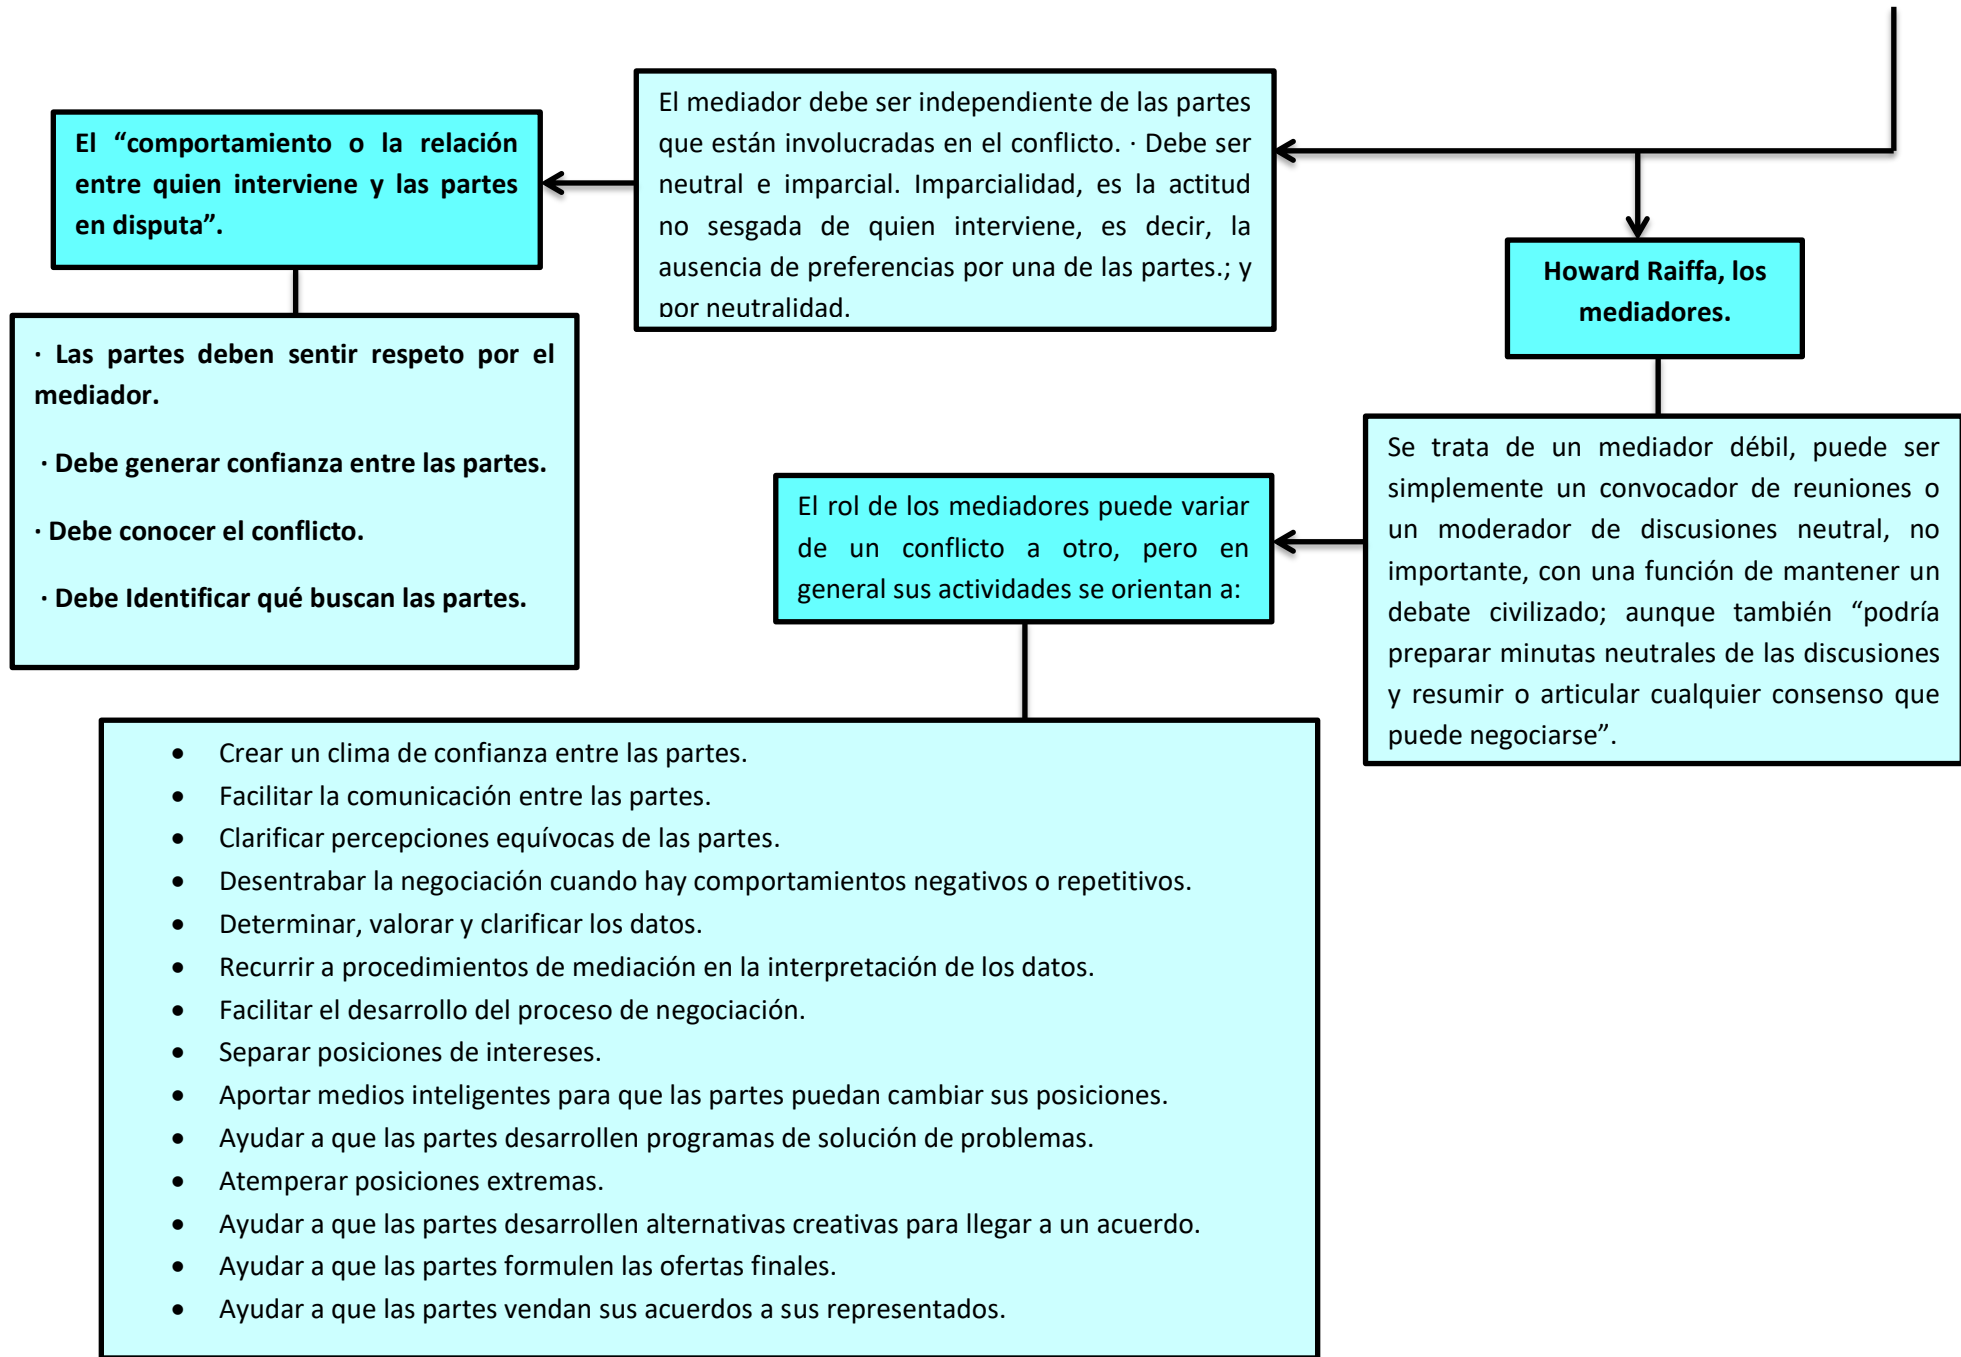 El mediador debe ser independiente de las partes
que están involucradas en el conflicto. · Debe ser
neutral e imparcial. Imparcialidad, es la actitud
no sesgada de quien interviene, es decir, la
ausencia de preferencias por una de las partes.; y
por neutralidad.
El “comportamiento o la relación
entre quien interviene y las partes
en disputa”.
· Las partes deben sentir respeto por el
mediador.
· Debe generar confianza entre las partes.
· Debe conocer el conflicto.
· Debe Identificar qué buscan las partes.
Howard Raiffa, los
mediadores.
Se trata de un mediador débil, puede ser
simplemente un convocador de reuniones o
un moderador de discusiones neutral, no
importante, con una función de mantener un
debate civilizado; aunque también “podría
preparar minutas neutrales de las discusiones
y resumir o articular cualquier consenso que
puede negociarse”.
El rol de los mediadores puede variar
de un conflicto a otro, pero en
general sus actividades se orientan a:
• Crear un clima de confianza entre las partes.
• Facilitar la comunicación entre las partes.
• Clarificar percepciones equívocas de las partes.
• Desentrabar la negociación cuando hay comportamientos negativos o repetitivos.
• Determinar, valorar y clarificar los datos.
• Recurrir a procedimientos de mediación en la interpretación de los datos.
• Facilitar el desarrollo del proceso de negociación.
• Separar posiciones de intereses.
• Aportar medios inteligentes para que las partes puedan cambiar sus posiciones.
• Ayudar a que las partes desarrollen programas de solución de problemas.
• Atemperar posiciones extremas.
• Ayudar a que las partes desarrollen alternativas creativas para llegar a un acuerdo.
• Ayudar a que las partes formulen las ofertas finales.
• Ayudar a que las partes vendan sus acuerdos a sus representados.